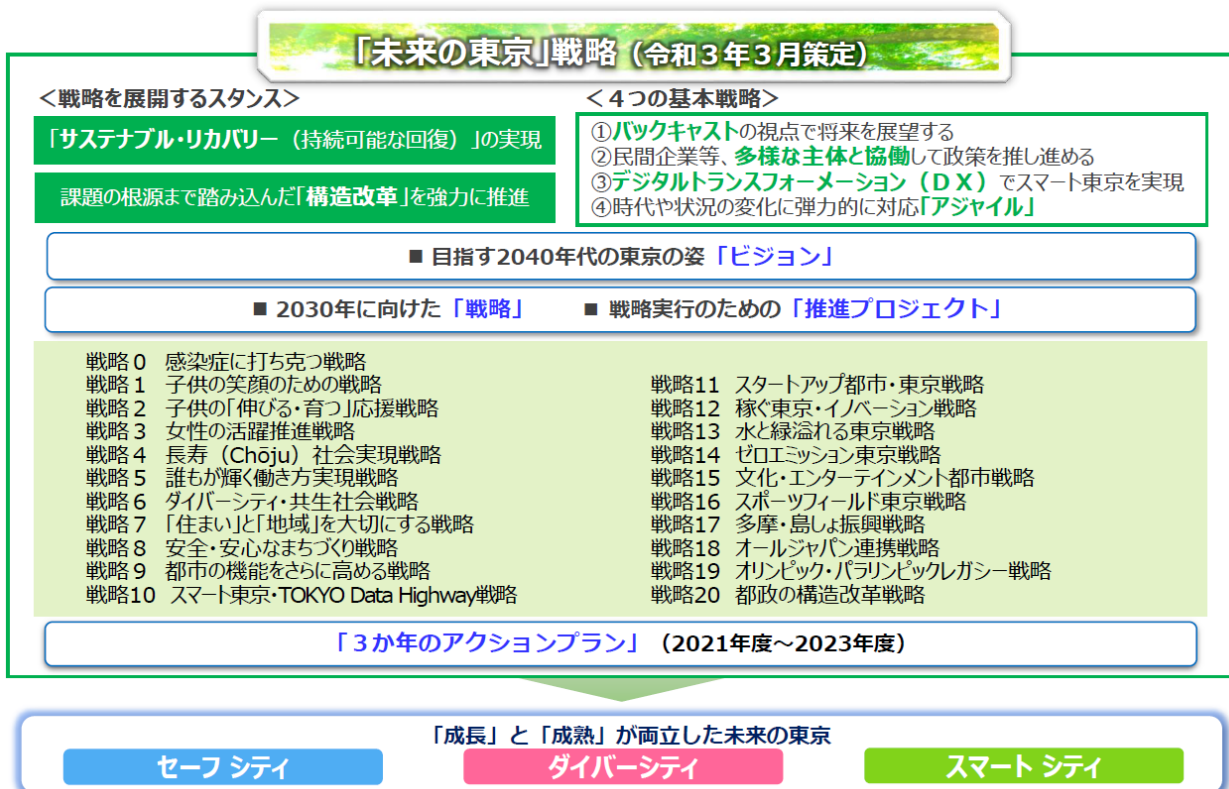 「未来の東京」戦略（令和３年３月策定）
＜戦略を展開するスタンス＞
「サステナブル・リカバリー（持続可能な回復）」の実現
課題の根源まで踏み込んだ「構造改革」を強力に推進
＜４つの基本戦略＞
①バックキャストの視点で将来を展望する
②民間企業等、多様な主体と協働して政策を推し進める
③デジタルトランスフォーメーション（ＤＸ）でスマート東京を実現
④時代や状況の変化に弾力的に対応「アジャイル」
■ 目指す2040年代の東京の姿「ビジョン」
■ 2030年に向けた「戦略」 ■ 戦略実行のための「推進プロジェクト」
戦略０ 感染症に打ち克つ戦略
戦略１ 子供の笑顔のための戦略
戦略２ 子供の「伸びる・育つ」応援戦略
戦略３ 女性の活躍推進戦略
戦略４ 長寿（Chōju）社会実現戦略
戦略５ 誰もが輝く働き方実現戦略
戦略６ ダイバーシティ・共生社会戦略
戦略７ 「住まい」と「地域」を大切にする戦略
戦略８ 安全・安心なまちづくり戦略
戦略９ 都市の機能をさらに高める戦略
戦略10 スマート東京・TOKYO Data Highway戦略
戦略11 スタートアップ都市・東京戦略
戦略12 稼ぐ東京・イノベーション戦略
戦略13 水と緑溢れる東京戦略
戦略14 ゼロエミッション東京戦略
戦略15 文化・エンターテインメント都市戦略
戦略16 スポーツフィールド東京戦略
戦略17 多摩・島しょ振興戦略
戦略18 オールジャパン連携戦略
戦略19 オリンピック・パラリンピックレガシー戦略
戦略20 都政の構造改革戦略
「３か年のアクションプラン」（2021年度～2023年度）
「成長」と「成熟」が両立した未来の東京
セーフ シティ
ダイバーシティ
スマート シティ